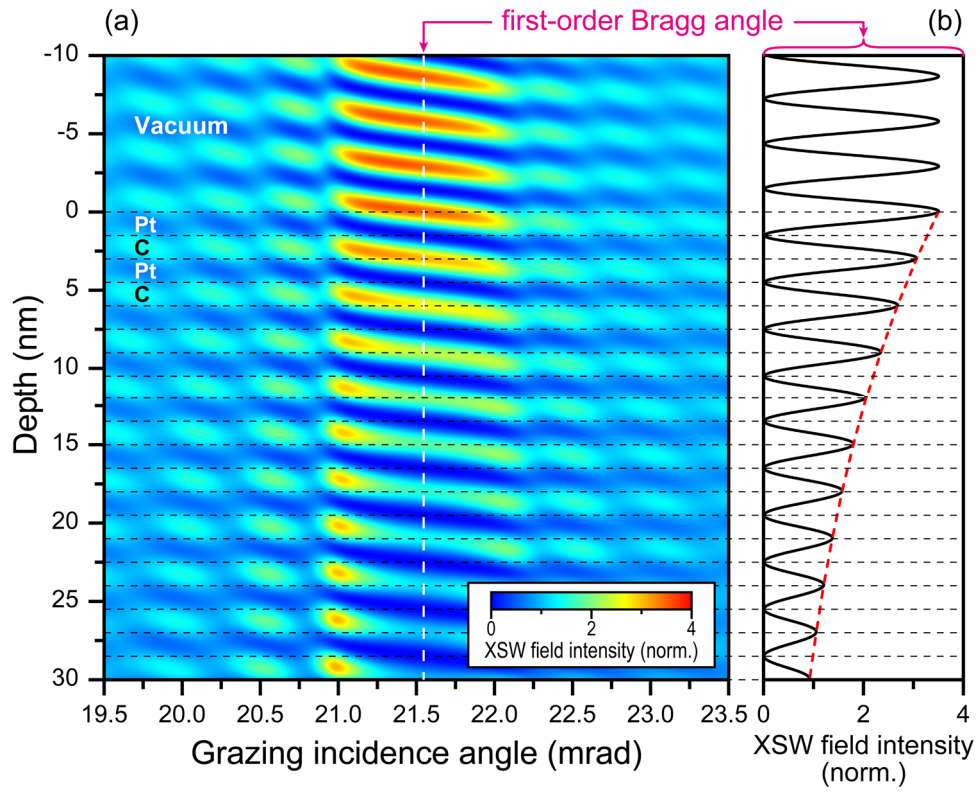 (a)
first-order Bragg angle
(b)
-10
-5
0
5
10
15
20
25
30
Depth (nm)
Vacuum
Pt
C
Pt
C
0
2
4
XSW field intensity (norm.)
19.5
20.0
20.5
21.0
21.5
22.0
22.5
23.0
23.5
Grazing incidence angle (mrad)
0
1
2
3
4
XSW field intensity
(norm.)